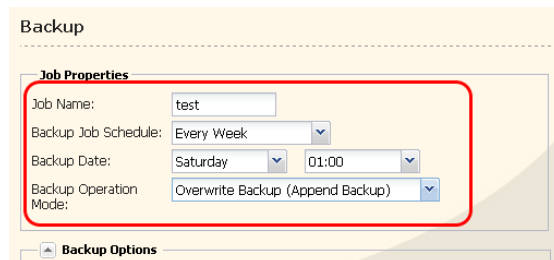 Backup
Job Properties
Job Name: test
Backup Job Schedule: Every Week
Backup Date: Saturday 01:00
Backup Operation Mode: Overwrite Backup (Append Backup)
Backup Options